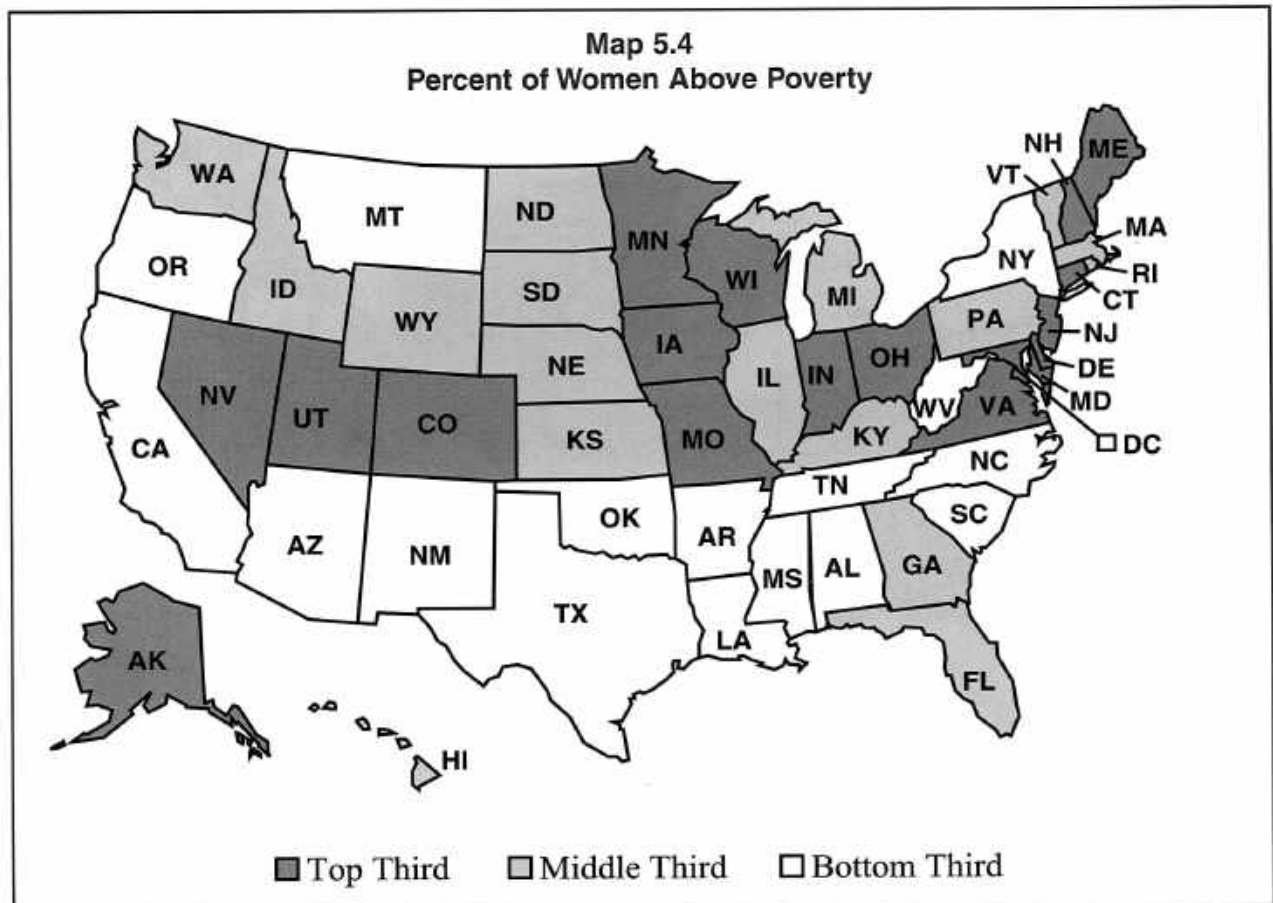 Map 5.4
Percent of Women Above Poverty
WA
MT
ND
MN
OR
ID
WY
SD
WI
MI
NH
ME
VT
MA
NY
RI
CT
NV
UT
CO
NE
IA
IL
IN
OH
PA
NJ
DE
MD
CA
KS
MO
KY
WV
VA
DC
AZ
NM
OK
AR
TN
NC
SC
TX
LA
MS
AL
GA
FL
AK
HI
Top Third
Middle Third
Bottom Third